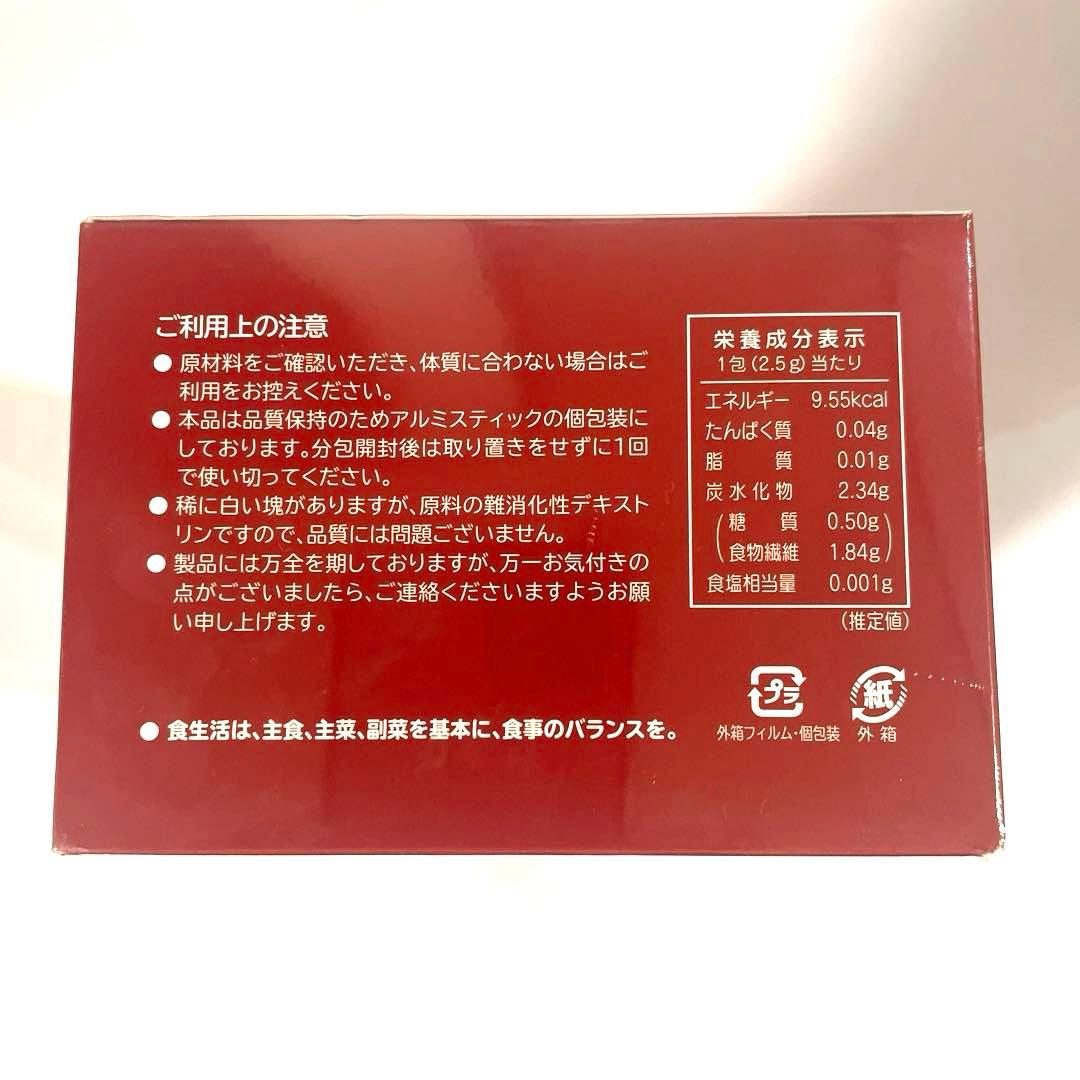 ご利用上の注意
● 原材料をご確認いただき、体質に合わない場合はご
利用をお控えください。
● 本品は品質保持のためアルミスティックの個包装に
しております。分包開封後は取り置きをせずに1回
で使い切ってください。
● 稀に白い塊がありますが、原料の難消化性デキスト
リンですので、品質には問題ございません。
● 製品には万全を期しておりますが、万一お気付きの
点がございましたら、ご連絡くださいますようお願
い申し上げます。
● 食生活は、主食、主菜、副菜を基本に、食事のバランスを。
栄養成分表示
1包(2.5g)当たり
エネルギー 9.55kcal
たんぱく質 0.04g
脂質 0.01g
炭水化物 2.34g
(糖質 0.50g)
(食物繊維 1.84g)
食塩相当量 0.001g
(推定値)
プラ 紙
外箱フィルム・個包装 外箱